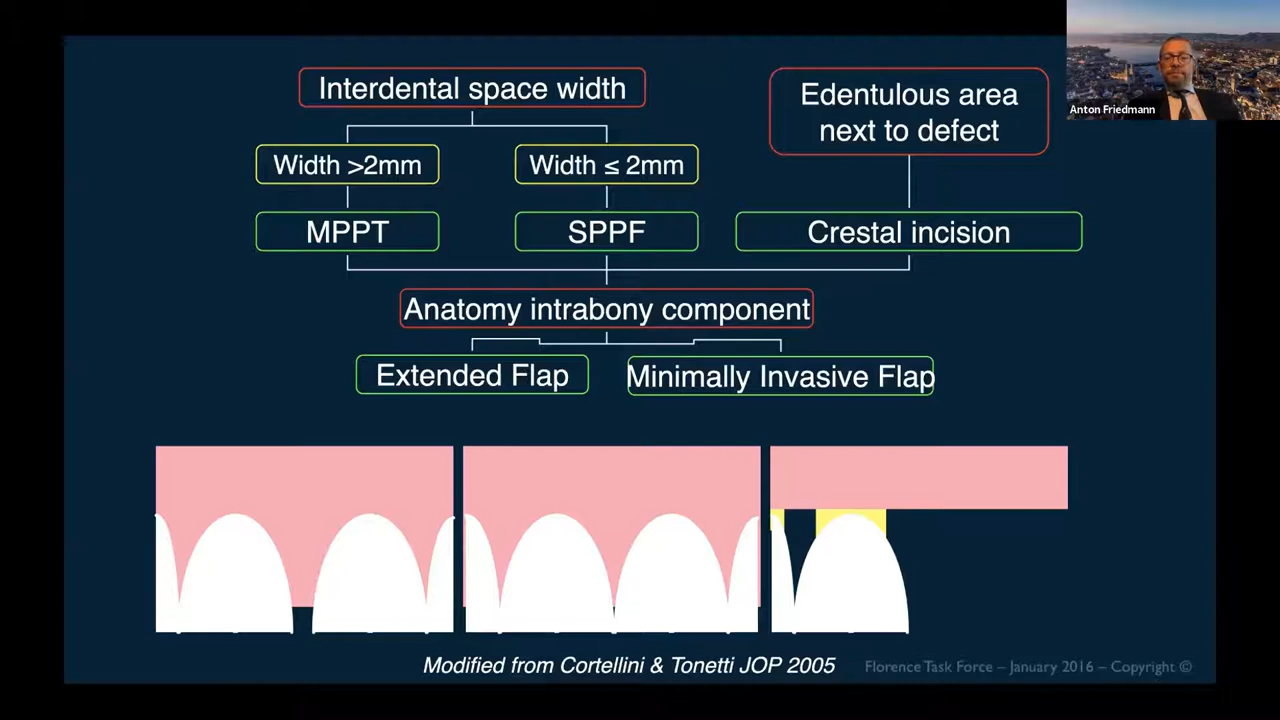 Interdental space width
Edentulous area
next to defect
Anton Friedmann
Width >2mm
Width ≤ 2mm
MPPT
SPPF
Crestal incision
Anatomy intrabony component
Extended Flap
Minimally Invasive Flap
Modified from Cortellini & Tonetti JOP 2005
Florence Task Force – January 2016 – Copyright ©